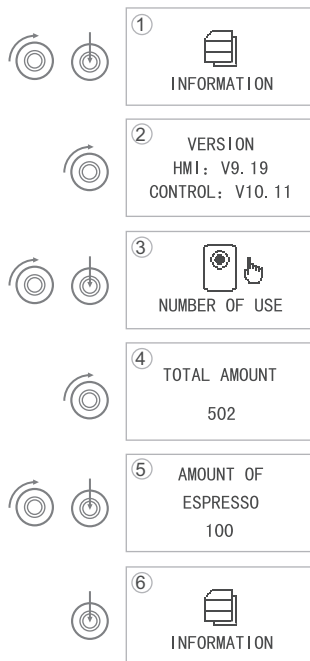 1
INFORMATION
2
VERSION
HMI: V9.19
CONTROL: V10.11
3
NUMBER OF USE
4
TOTAL AMOUNT
502
5
AMOUNT OF
ESPRESSO
100
6
INFORMATION